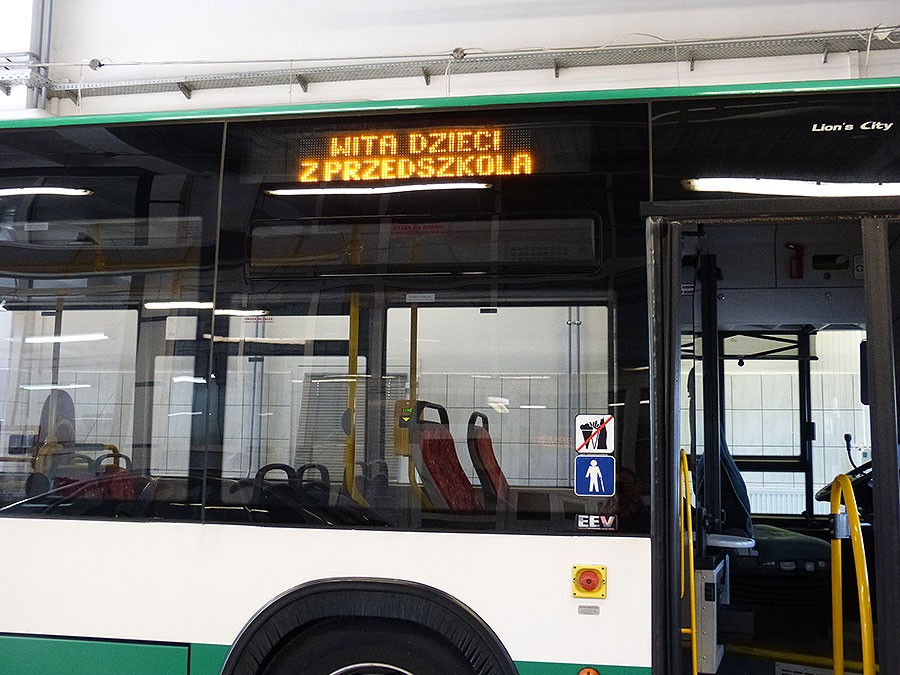 WITA DZIECI
Z PRZEDSZKOLA
Lion's City
EEV